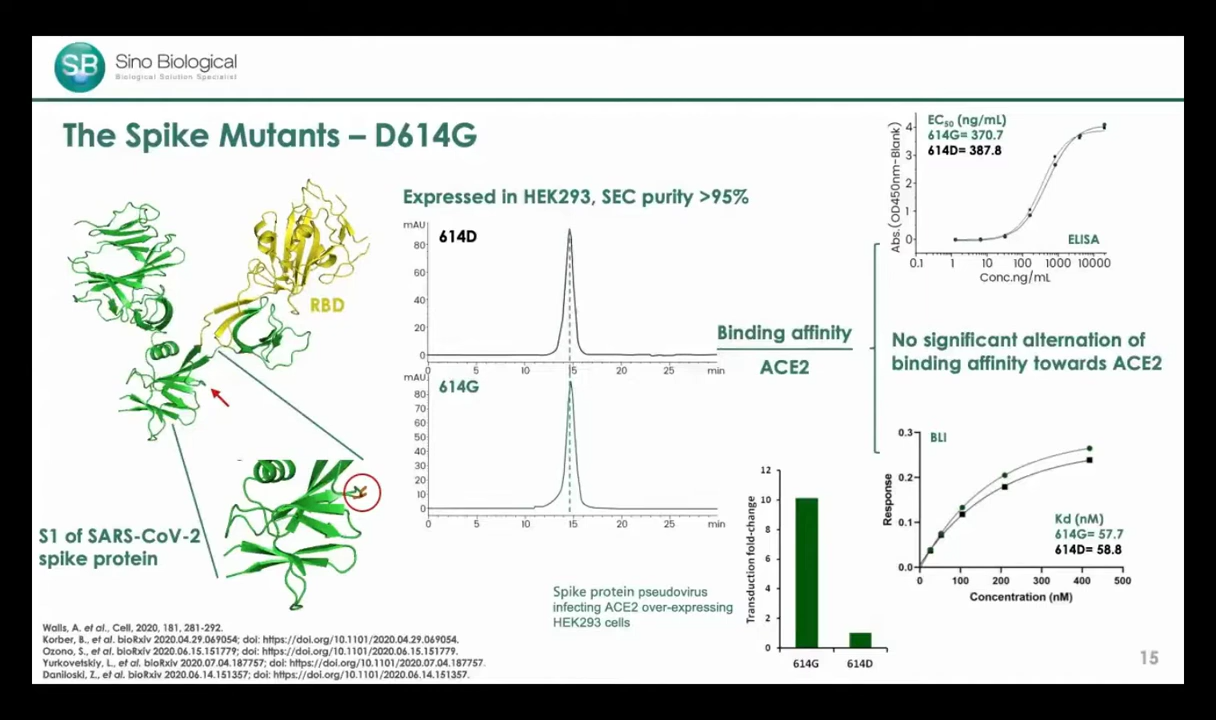 SB
Sino Biological
Biological Solution Specialist
The Spike Mutants – D614G
RBD
S1 of SARS-CoV-2
spike protein
Expressed in HEK293, SEC purity >95%
mAU
614D
80
60
40
20
0
0 5 10 15 20 25 min
mAU
614G
80
70
60
50
40
30
20
10
0
0 5 10 15 20 25 min
Binding affinity
ACE2
EC50 (ng/mL)
614G= 370.7
614D= 387.8
Abs.(OD450nm-Blank)
4
3
2
1
0
ELISA
0.1 1 10 100 1000 10000
Conc.ng/mL
No significant alternation of
binding affinity towards ACE2
BLI
Response
0.3
0.2
0.1
0.0
Kd (nM)
614G= 57.7
614D= 58.8
0 100 200 300 400 500
Concentration (nM)
Spike protein pseudovirus
infecting ACE2 over-expressing
HEK293 cells
Transduction fold-change
12
10
8
6
4
2
0
614G 614D
Walls, A. et al., Cell, 2020, 181, 281-292.
Korber, B., et al. bioRxiv 2020.04.29.069054; doi: https://doi.org/10.1101/2020.04.29.069054.
Ozono, S., et al. bioRxiv 2020.06.15.151779; doi: https://doi.org/10.1101/2020.06.15.151779.
Yurkovetskiy, L., et al. bioRxiv 2020.07.04.187757; doi: https://doi.org/10.1101/2020.07.04.187757.
Daniloski, Z., et al. bioRxiv 2020.06.14.151357; doi: https://doi.org/10.1101/2020.06.14.151357.
15